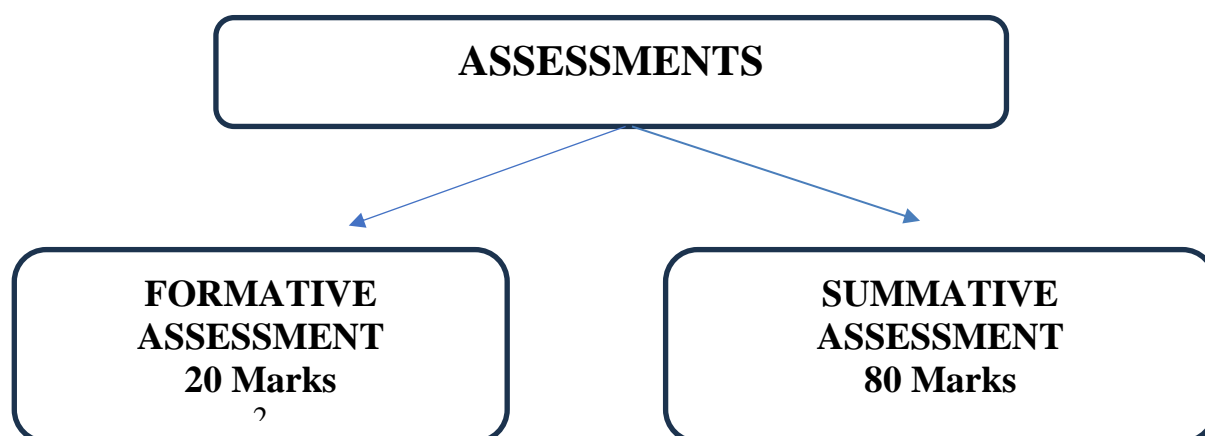 ASSESSMENTS
FORMATIVE
ASSESSMENT
20 Marks
SUMMATIVE
ASSESSMENT
80 Marks